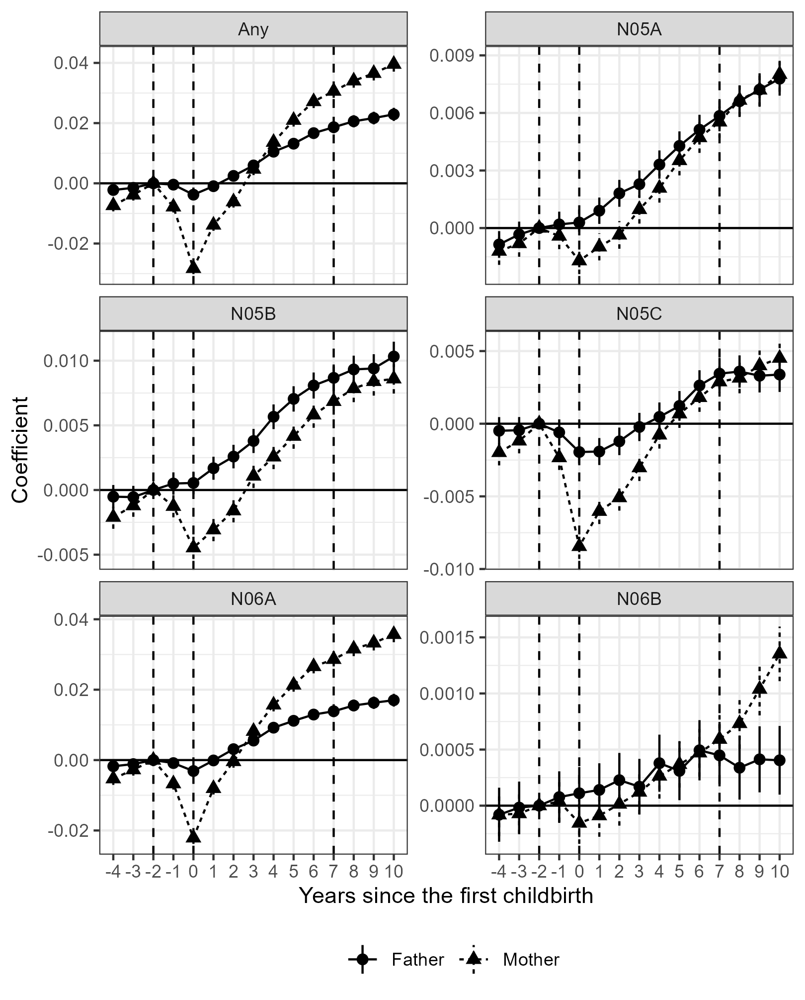 Any
N05A
0.04
0.02
0.00
-0.02
0.009
0.006
0.003
0.000
N05B
N05C
0.010
0.005
0.000
-0.005
0.005
0.000
-0.005
-0.010
N06A
N06B
0.04
0.02
0.00
-0.02
0.0015
0.0010
0.0005
0.0000
-4 -3 -2 -1 0 1 2 3 4 5 6 7 8 9 10
-4 -3 -2 -1 0 1 2 3 4 5 6 7 8 9 10
Coefficient
Years since the first childbirth
Father Mother